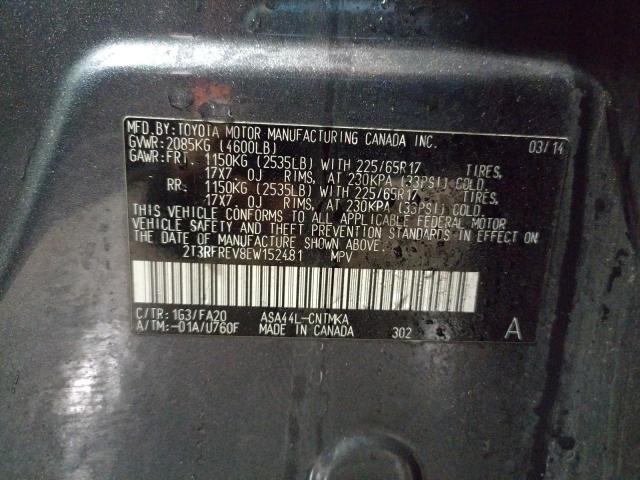 MFD.BY:TOYOTA MOTOR MANUFACTURING CANADA INC. 03/14
GVWR:2085KG (4600LB)
GAWR:FRT. 1150KG (2535LB) WITH 225/65R17 TIRES,
17X7.0J RIMS, AT 230KPA (33PSI) COLD.
RR. 1150KG (2535LB) WITH 225/65R17 TIRES,
17X7.0J RIMS, AT 230KPA (33PSI) COLD.
THIS VEHICLE CONFORMS TO ALL APPLICABLE FEDERAL MOTOR
VEHICLE SAFETY AND THEFT PREVENTION STANDARDS IN EFFECT ON
THE DATE OF MANUFACTURE SHOWN ABOVE.
2T3RFREV8EW152481 MPV
C/TR:1G3/FA20 ASA44L-CNTMKA
A/TM:-01A/U760F MADE IN CANADA 302 A